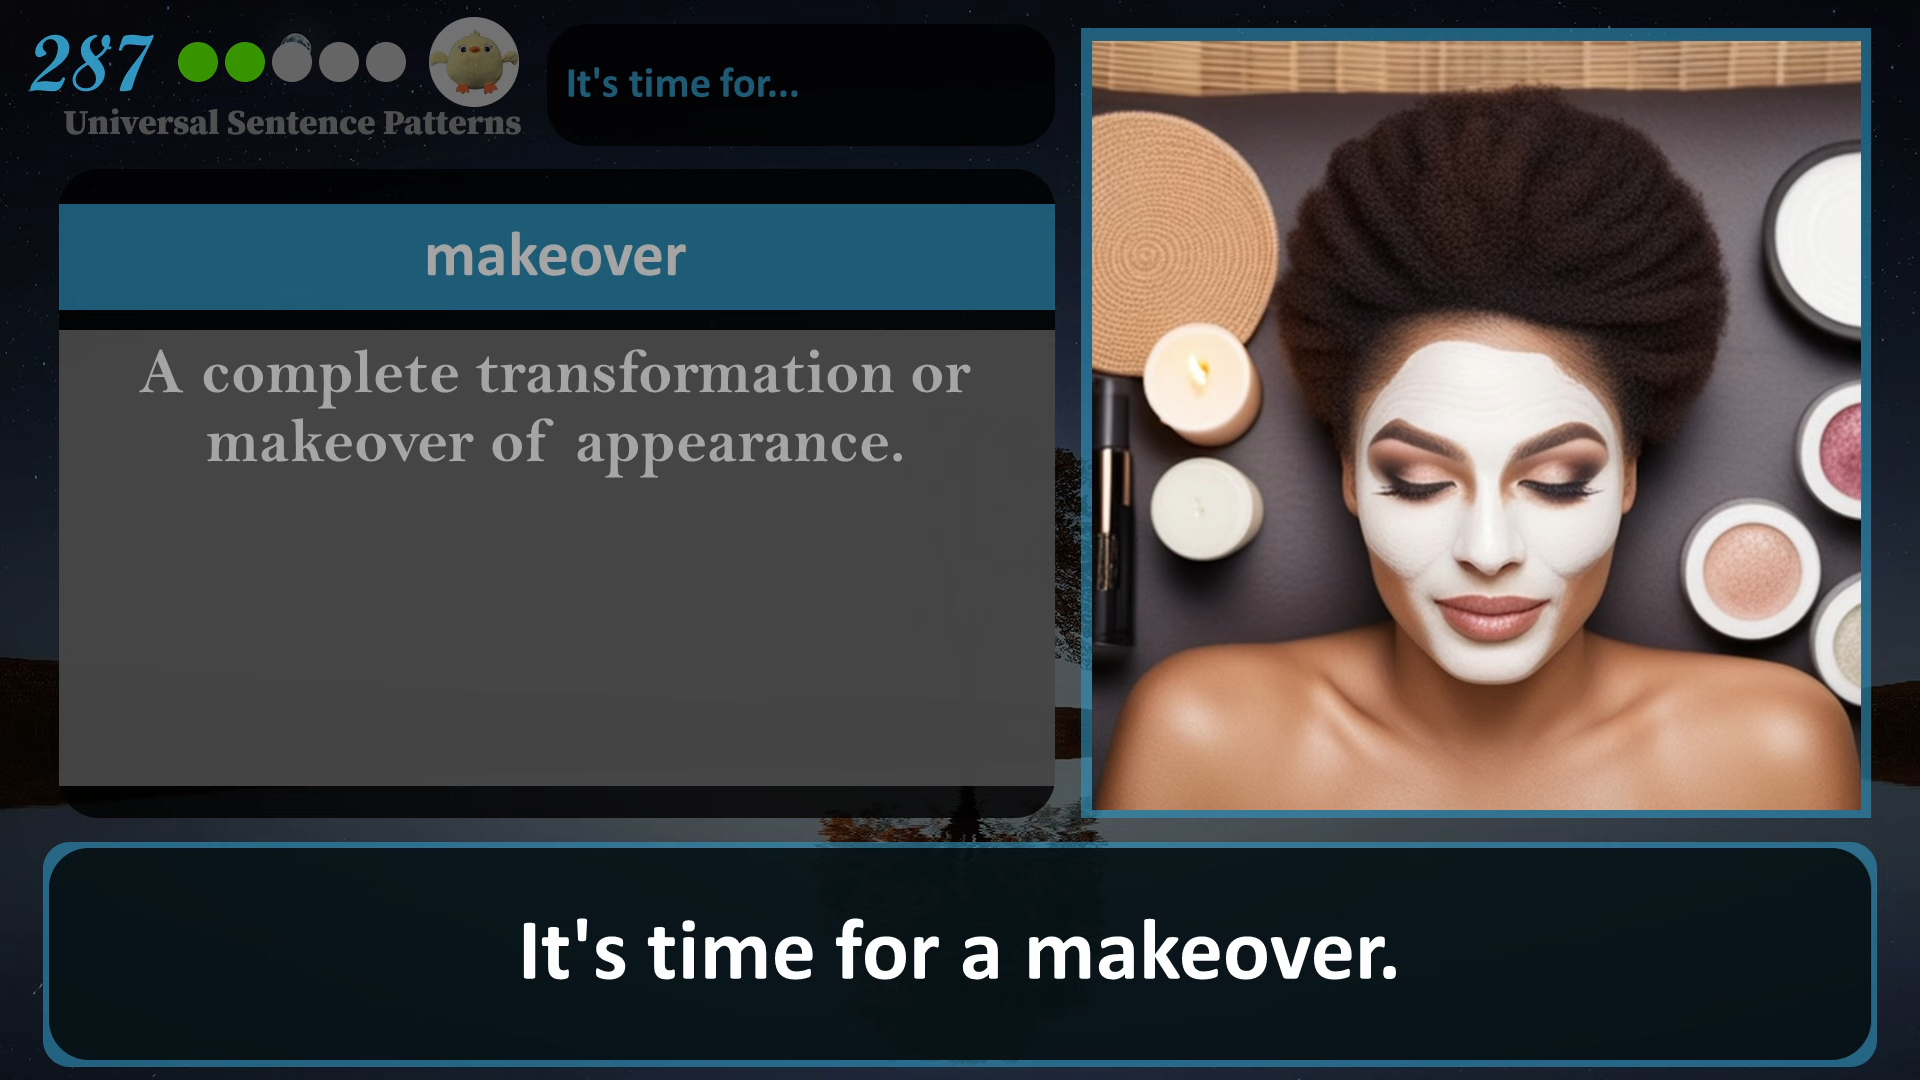 287
Universal Sentence Patterns
It's time for...
makeover
A complete transformation or
makeover of appearance.
It's time for a makeover.